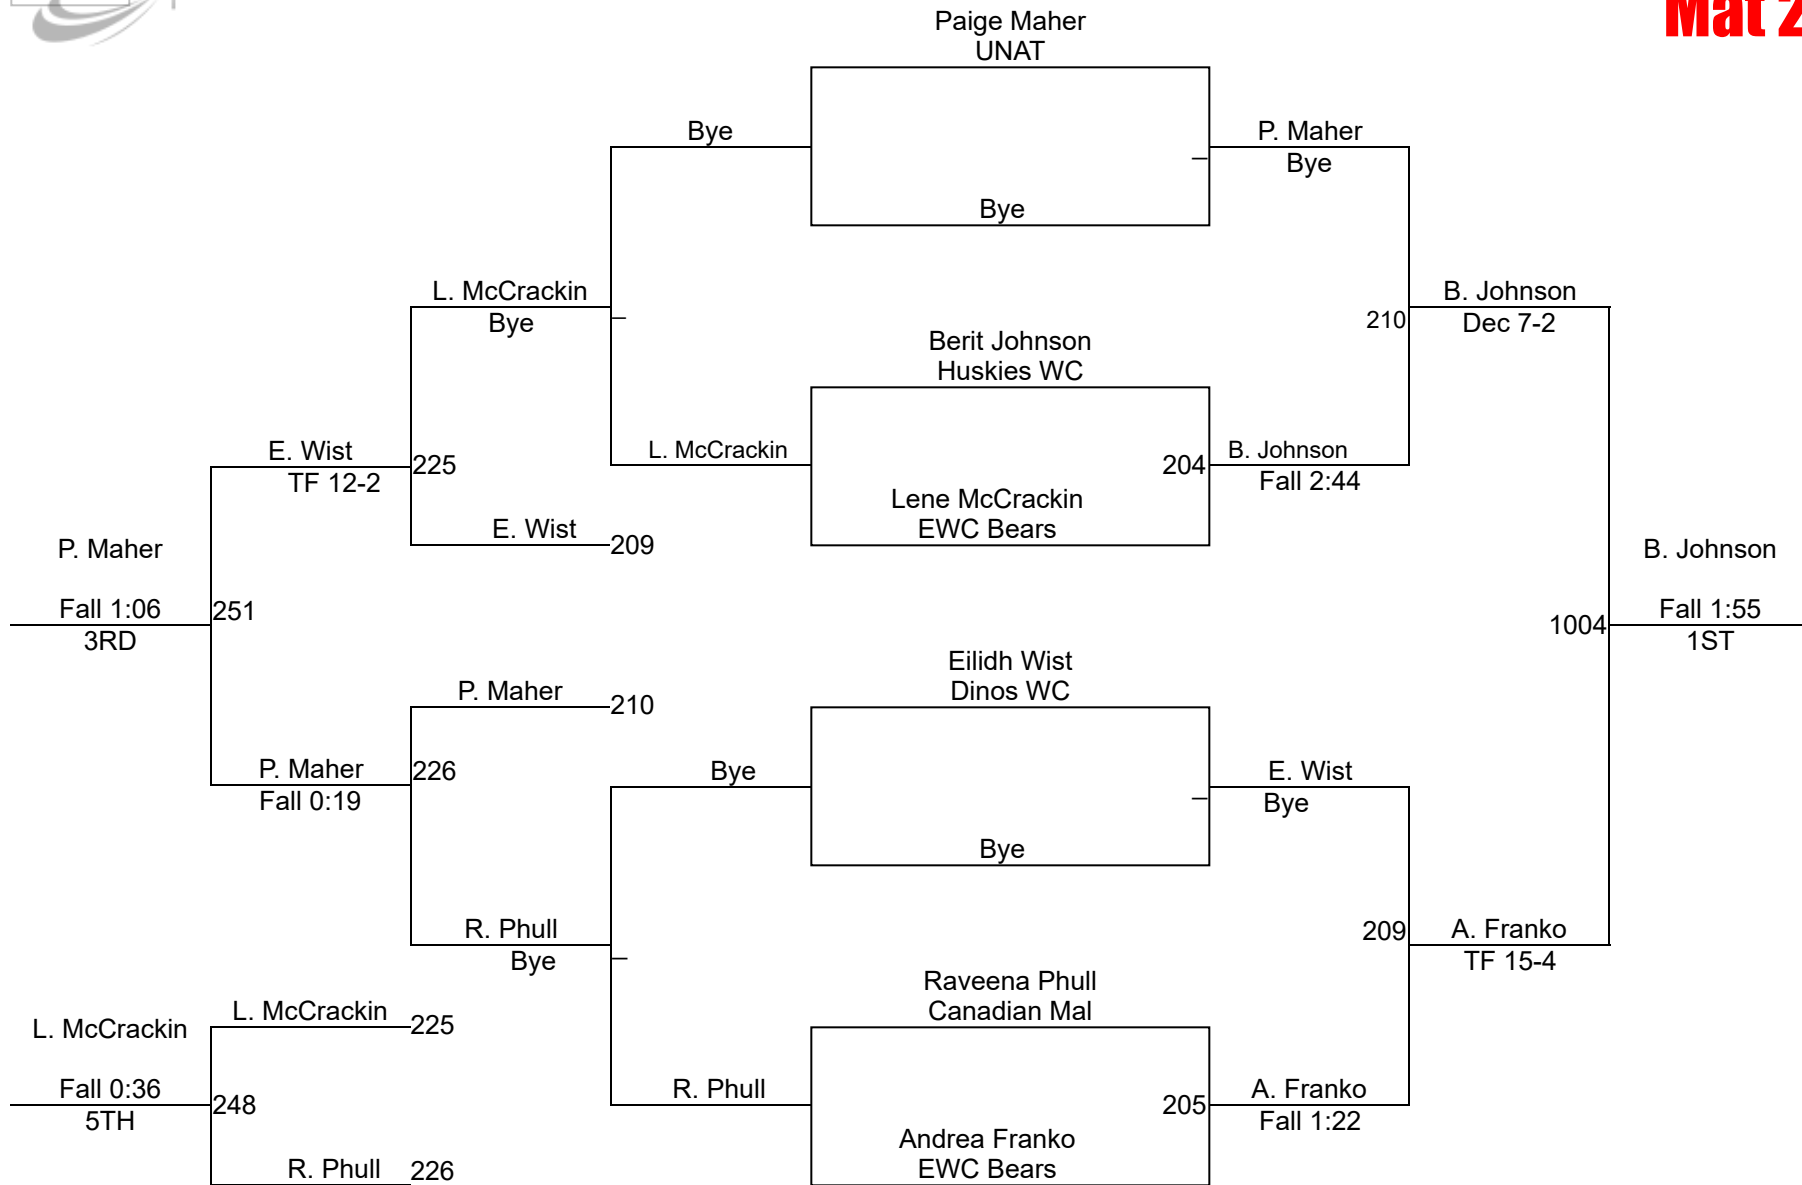 Mat 2
Paige Maher
UNAT
Bye
P. Maher
Bye
Bye
L. McCrackin
Bye
B. Johnson
Dec 7-2
210
Berit Johnson
Huskies WC
E. Wist
TF 12-2
225
L. McCrackin
204
B. Johnson
Fall 2:44
Lene McCrackin
EWC Bears
E. Wist
209
P. Maher
Fall 1:06
3RD
251
B. Johnson
Fall 1:55
1ST
1004
Eilidh Wist
Dinos WC
P. Maher
210
P. Maher
Fall 0:19
226
Bye
E. Wist
Bye
Bye
R. Phull
Bye
209
A. Franko
TF 15-4
Raveena Phull
Canadian Mal
L. McCrackin
Fall 0:36
5TH
L. McCrackin
225
248
R. Phull
205
A. Franko
Fall 1:22
Andrea Franko
EWC Bears
R. Phull
226